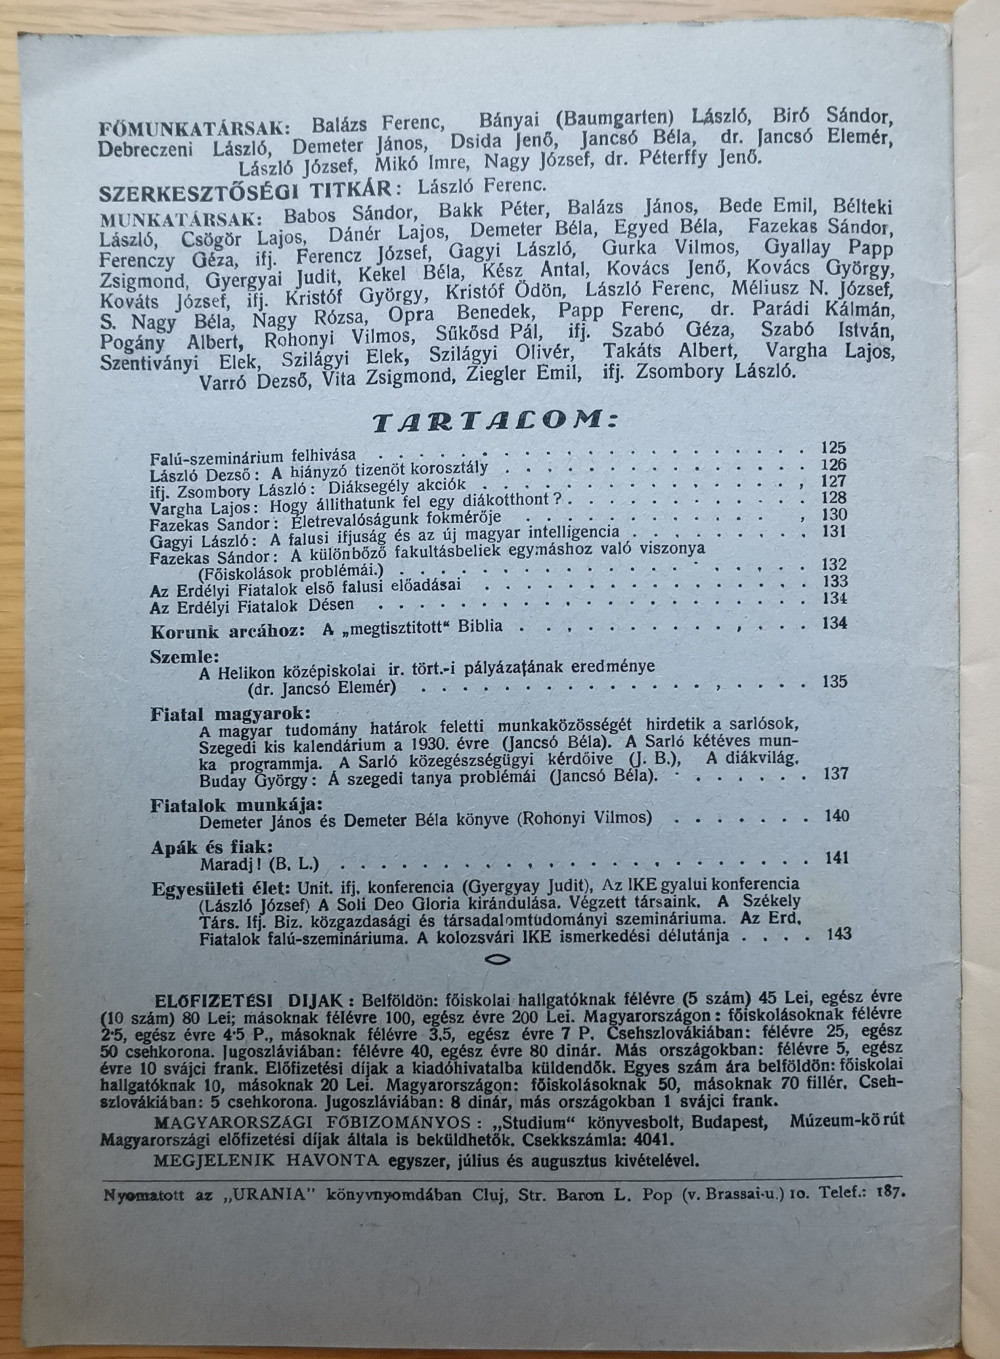 FŐMUNKATÁRSAK: Balázs Ferenc, Bányai (Baumgarten) László, Biró Sándor,
Debreczeni László, Demeter János, Dsida Jenő, Jancsó Béla, dr. Jancsó Elemér,
László József, Mikó Imre, Nagy József, dr. Péterffy Jenő.
SZERKESZTŐSÉGI TITKÁR: László Ferenc.
MUNKATÁRSAK: Babos Sándor, Bakk Péter, Balázs János, Bede Emil, Bélteki
László, Csögör Lajos, Dánér Lajos, Demeter Béla, Egyed Béla, Fazekas Sándor,
Ferenczy Géza, ifj. Ferencz József, Gagyi László, Gurka Vilmos, Gyallay Papp
Zsigmond, Gyergyai Judit, Kekel Béla, Kész Antal, Kovács Jenő, Kovács György,
Kováts József, ifj. Kristóf György, Kristóf Ödön, László Ferenc, Méliusz N. József,
S. Nagy Béla, Nagy Rózsa, Opra Benedek, Papp Ferenc, dr. Parádi Kálmán,
Pogány Albert, Rohonyi Vilmos, Sűkősd Pál, ifj. Szabó Géza, Szabó István,
Szentiványi Elek, Szilágyi Elek, Szilágyi Olivér, Takáts Albert, Vargha Lajos,
Varró Dezső, Vita Zsigmond, Ziegler Emil, ifj. Zsombory László.
TARTALOM:
Falú-szeminárium felhivása . . . . . . . . . . . . . . . . . . 125
László Dezső: A hiányzó tizenöt korosztály . . . . . . . . . . . . . 126
ifj. Zsombory László: Diáksegély akciók . . . . . . . . . . . . . , 127
Vargha Lajos: Hogy állithatunk fel egy diákotthont? . . . . . . . . . . 128
Fazekas Sandor: Életrevalóságunk fokmérője . . . . . . . . . . . , 130
Gagyi László: A falusi ifjuság és az új magyar intelligencia . . . . . . . . . 131
Fazekas Sándor: A különböző fakultásbeliek egymáshoz való viszonya
(Főiskolások problémái.) . . . . . . . . . . . . . . . . . 132
Az Erdélyi Fiatalok első falusi előadásai . . . . . . . . . . . . . . 133
Az Erdélyi Fiatalok Désen . . . . . . . . . . . . . . . . . . 134
Korunk arcához: A „megtisztitott“ Biblia . . . . . . . . . . , . . 134
Szemle:
A Helikon középiskolai ir. tört.-i pályázatának eredménye
(dr. Jancsó Elemér) . . . . . . . . . . . . , . . . 135
Fiatal magyarok:
A magyar tudomány határok feletti munkaközösségét hirdetik a sarlósok,
Szegedi kis kalendárium a 1930. évre (Jancsó Béla). A Sarló kétéves mun-
ka programmja. A Sarló közegészségügyi kérdőive (J. B.), A diákvilág.
Buday György: A szegedi tanya problémái (Jancsó Béla). . . . . . . . 137
Fiatalok munkája:
Demeter János és Demeter Béla könyve (Rohonyi Vilmos) . . . . . . . 140
Apák és fiak:
Maradj! (B. L.) . . . . . . . . . . . . . . . . . . . . 141
Egyesületi élet: Unit. ifj. konferencia (Gyergyay Judit), Az IKE gyalui konferencia
(László József) A Soli Deo Gloria kirándulása. Végzett társaink. A Székely
Társ. Ifj. Biz. közgazdasági és társadalomtudományi szemináriuma. Az Erd.
Fiatalok falú-szemináriuma. A kolozsvári IKE ismerkedési délutánja . . . . 143
ELŐFIZETÉSI DIJAK: Belföldön: főiskolai hallgatóknak félévre (5 szám) 45 Lei, egész évre
(10 szám) 80 Lei; másoknak félévre 100, egész évre 200 Lei. Magyarországon: főiskolásoknak félévre
2·5, egész évre 4·5 P., másoknak félévre 3.5, egész évre 7 P. Csehszlovákiában: félévre 25, egész
50 csehkorona. Jugoszláviában: félévre 40, egész évre 80 dinár. Más országokban: félévre 5, egész
évre 10 svájci frank. Előfizetési díjak a kiadóhivatalba küldendők. Egyes szám ára belföldön: főiskolai
hallgatóknak 10, másoknak 20 Lei. Magyarországon: főiskolásoknak 50, másoknak 70 fillér, Cseh-
szlovákiában: 5 csehkorona. Jugoszláviában: 8 dinár, más országokban 1 svájci frank.
MAGYARORSZÁGI FŐBIZOMÁNYOS: „Studium“ könyvesbolt, Budapest, Múzeum-körút
Magyarországi előfizetési díjak általa is beküldhetők. Csekkszámla: 4041.
MEGJELENIK HAVONTA egyszer, július és augusztus kivételével.
Nyomatott az „URANIA” könyvnyomdában Cluj, Str. Baron L. Pop (v. Brassai-u.) 10. Telef.: 187.